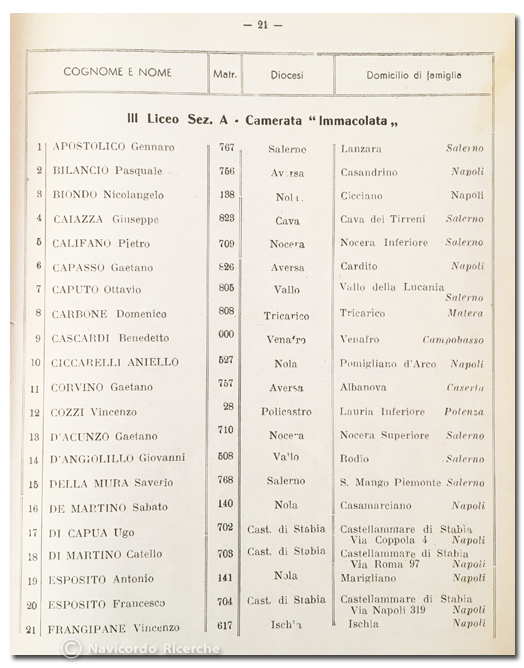 — 21 —
COGNOME E NOME Matr. Diocesi Domicilio di famiglia
III Liceo Sez. A - Camerata "Immacolata„
1 APOSTOLICO Gennaro 767 Salerno Lanzara Salerno
2 BILANCIO Pasquale 756 Aversa Casandrino Napoli
3 BIONDO Nicolangelo 138 Nola Cicciano Napoli
4 CAIAZZA Giuseppe 823 Cava Cava dei Tirreni Salerno
5 CALIFANO Pietro 709 Nocera Nocera Inferiore Salerno
6 CAPASSO Gaetano 826 Aversa Cardito Napoli
7 CAPUTO Ottavio 805 Vallo Vallo della Lucania
Salerno
8 CARBONE Domenico 808 Tricarico Tricarico Matera
9 CASCARDI Benedetto 000 Venafro Venafro Campobasso
10 CICCARELLI ANIELLO 527 Nola Pomigliano d'Arco Napoli
11 CORVINO Gaetano 757 Aversa Albanova Caserta
12 COZZI Vincenzo 28 Policastro Lauria Inferiore Potenza
13 D'ACUNZO Gaetano 710 Nocera Nocera Superiore Salerno
14 D'ANGIOLILLO Giovanni 508 Vallo Rodio Salerno
15 DELLA MURA Saverio 768 Salerno S. Mango Piemonte Salerno
16 DE MARTINO Sabato 140 Nola Casamarciano Napoli
17 DI CAPUA Ugo 702 Cast. di Stabia Castellammare di Stabia
Via Coppola 4 Napoli
18 DI MARTINO Catello 703 Cast. di Stabia Castellammare di Stabia
Via Roma 97 Napoli
19 ESPOSITO Antonio 141 Nola Marigliano Napoli
20 ESPOSITO Francesco 704 Cast. di Stabia Castellammare di Stabia
Via Napoli 319 Napoli
21 FRANGIPANE Vincenzo 617 Ischia Ischia Napoli
© Navicordo Ricerche